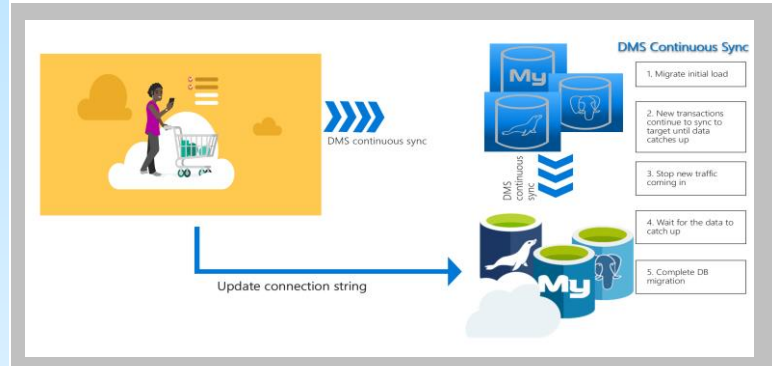 DMS Continuous Sync
1. Migrate initial load
2. New transactions
continue to sync to
target until data
catches up
3. Stop new traffic
coming in
4. Wait for the data to
catch up
5. Complete DB
migration
My
DMS continuous sync
DMS
continuous
sync
My
Update connection string